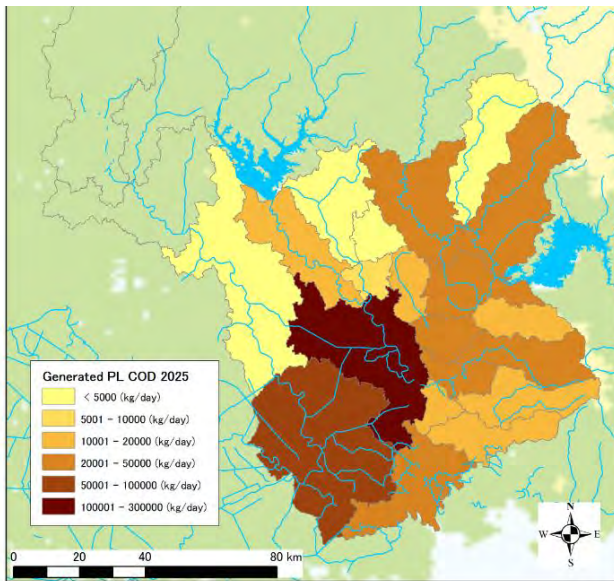 Generated PL COD 2025
< 5000 (kg/day)
5001 - 10000 (kg/day)
10001 - 20000 (kg/day)
20001 - 50000 (kg/day)
50001 - 100000 (kg/day)
100001 - 300000 (kg/day)
N
W E
S
0 20 40 80 km